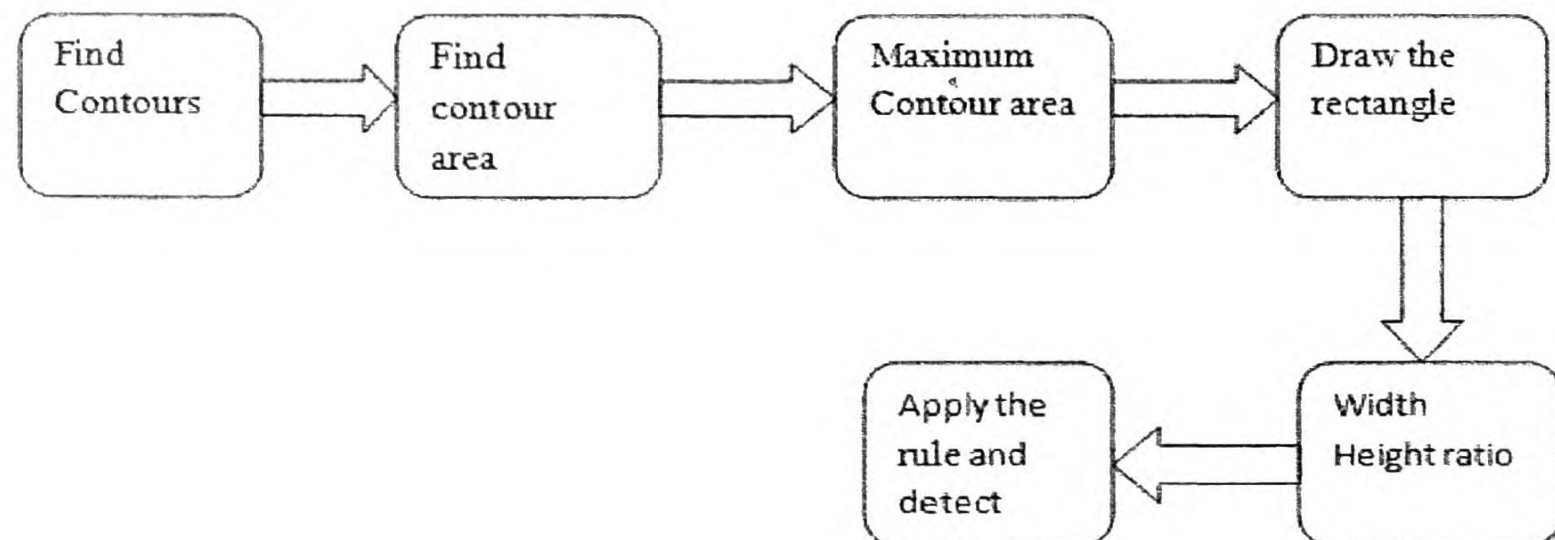 Find
Contours
Find
contour
area
Maximum
Contour area
Draw the
rectangle
Width
Height ratio
Apply the
rule and
detect